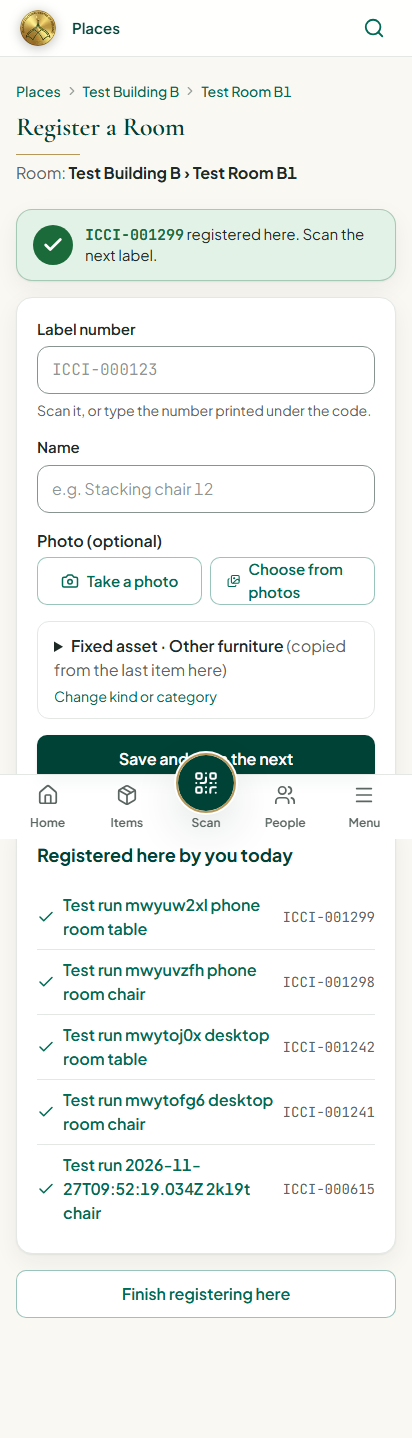 Places
Places > Test Building B > Test Room B1
Register a Room
Room: Test Building B › Test Room B1
ICCI-001299 registered here. Scan the
next label.
Label number
ICCI-000123
Scan it, or type the number printed under the code.
Name
e.g. Stacking chair 12
Photo (optional)
Take a photo
Choose from
photos
Fixed asset · Other furniture (copied
from the last item here)
Change kind or category
Save and the next
Home
Items
Scan
People
Menu
Registered here by you today
Test run mwyuw2xl phone
room table
ICCI-001299
Test run mwyuvzfh phone
room chair
ICCI-001298
Test run mwytoj0x desktop
room table
ICCI-001242
Test run mwytofg6 desktop
room chair
ICCI-001241
Test run 2026-11-
27T09:52:19.034Z 2k19t
chair
ICCI-000615
Finish registering here